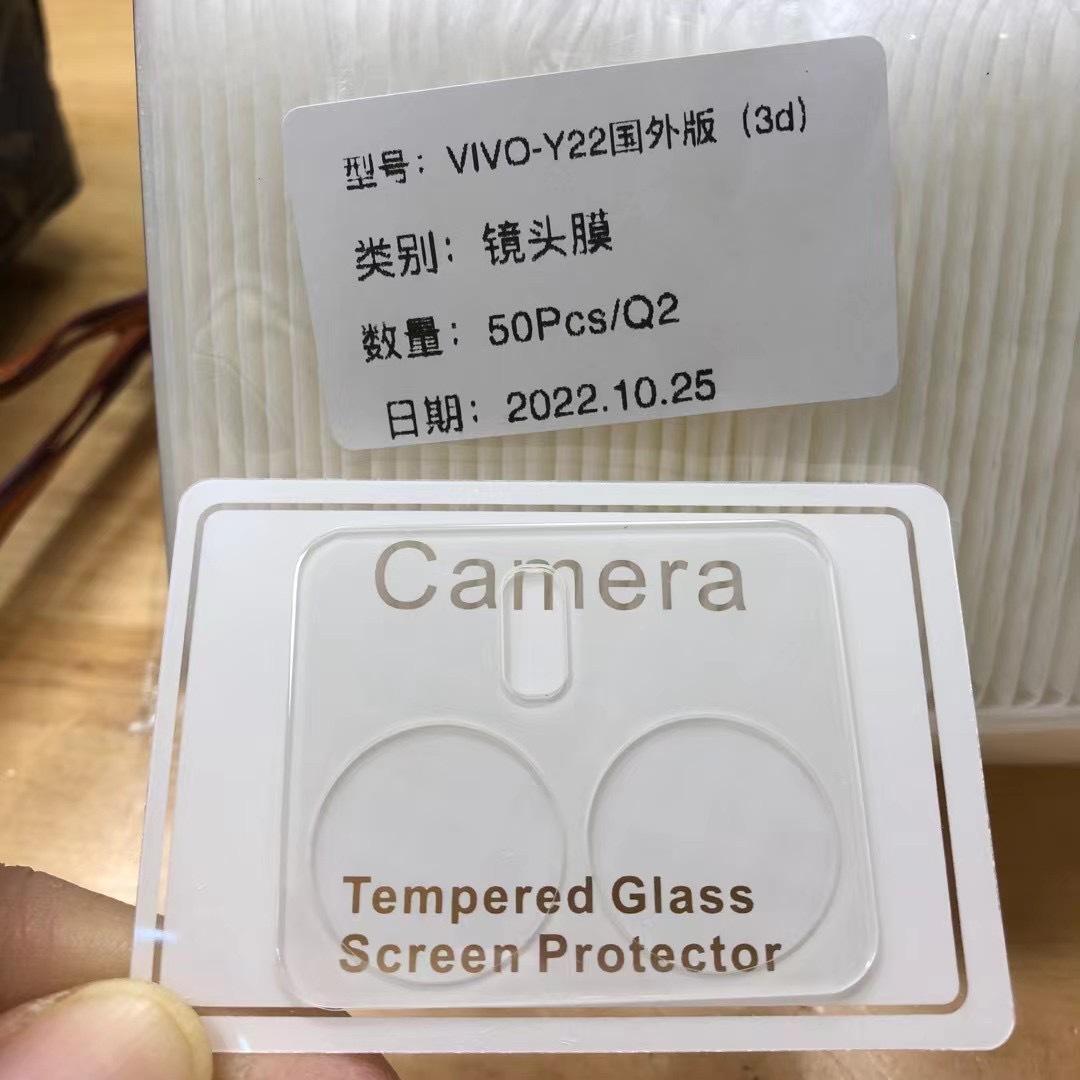 型号：VIVO-Y22国外版（3d）
类别：镜头膜
数量：50Pcs/Q2
日期：2022.10.25
Camera
Tempered Glass
Screen Protector